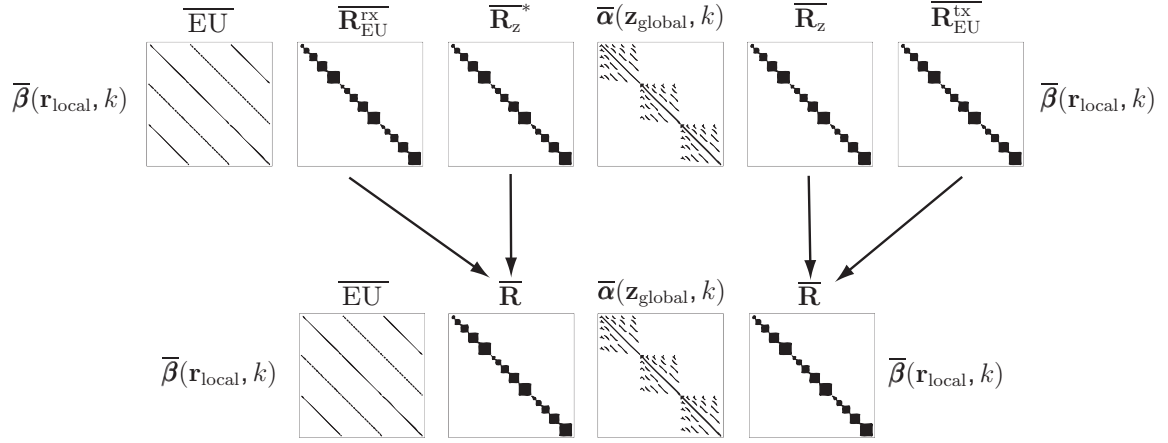 EU R_EU^rx R_z^* α(z_global, k) R_z R_EU^tx
β(r_local, k) β(r_local, k)
EU R α(z_global, k) R
β(r_local, k) β(r_local, k)